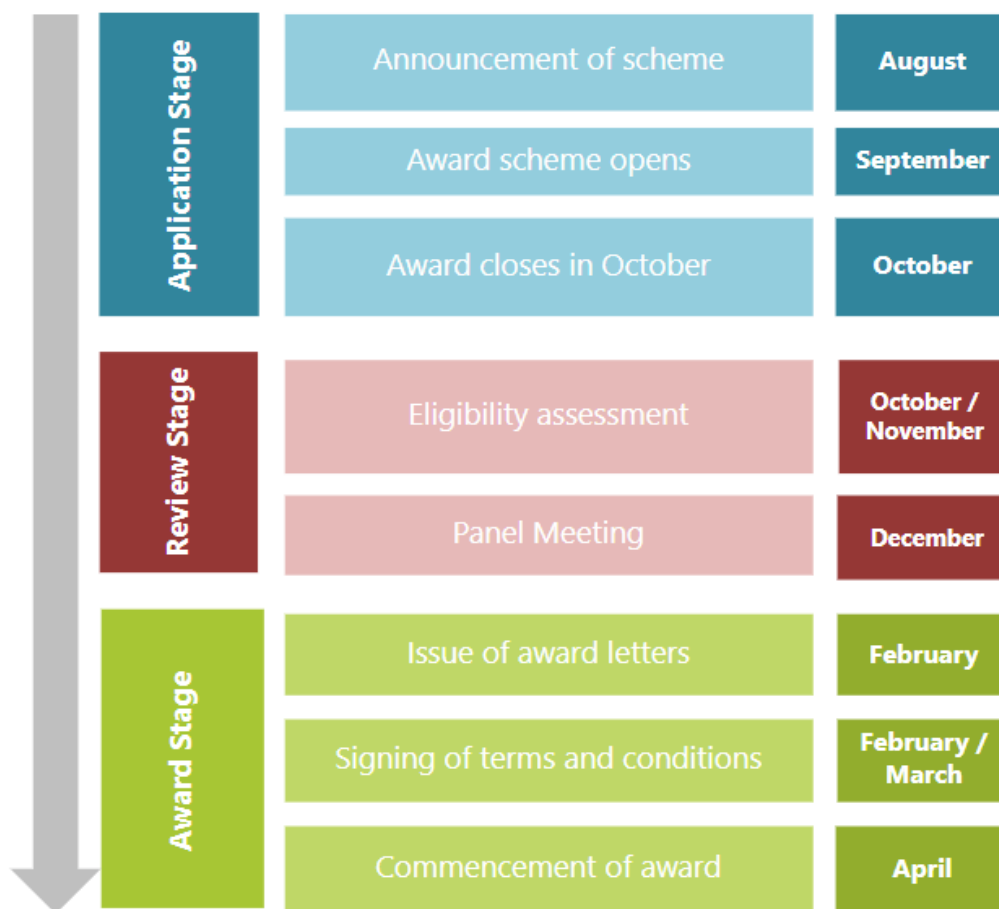 Application Stage
Announcement of scheme
August
Award scheme opens
September
Award closes in October
October
Review Stage
Eligibility assessment
October /
November
Panel Meeting
December
Award Stage
Issue of award letters
February
Signing of terms and conditions
February /
March
Commencement of award
April